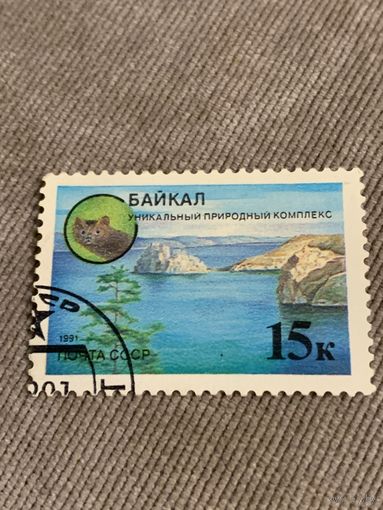 БАЙКАЛ
УНИКАЛЬНЫЙ ПРИРОДНЫЙ КОМПЛЕКС
1991
ПОЧТА СССР
15к